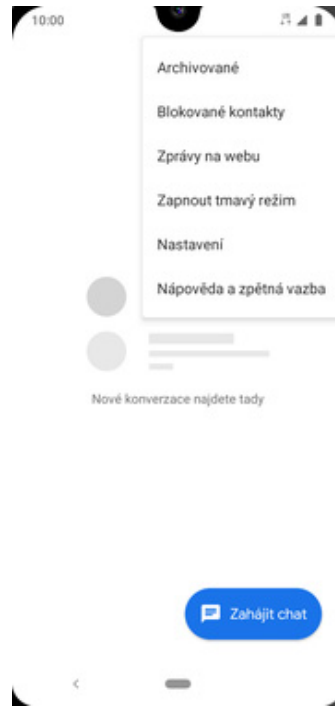 10:00
Archivované
Blokované kontakty
Zprávy na webu
Zapnout tmavý režim
Nastavení
Nápověda a zpětná vazba
Nové konverzace najdete tady
Zahájit chat